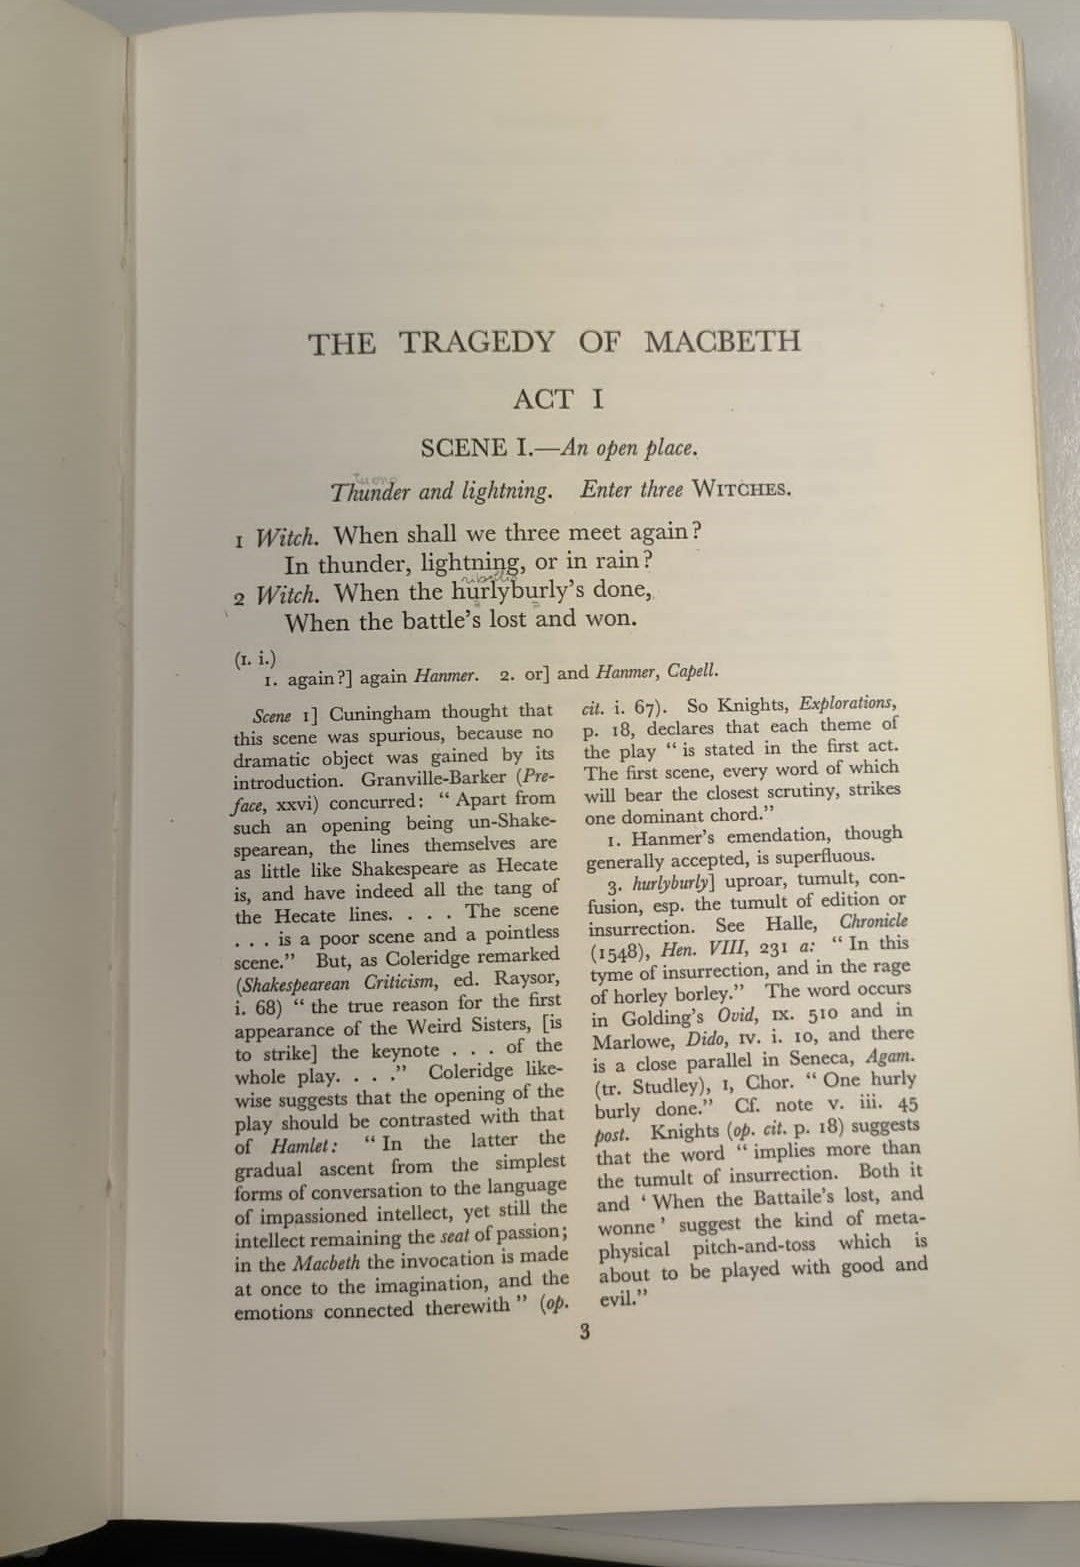 THE TRAGEDY OF MACBETH
ACT I
SCENE I.—An open place.
Thunder and lightning. Enter three WITCHES.
1 Witch. When shall we three meet again?
In thunder, lightning, or in rain?
2 Witch. When the hurlyburly's done,
When the battle's lost and won.
(I. i.)
1. again?] again Hanmer. 2. or] and Hanmer, Capell.
Scene 1] Cuningham thought that
this scene was spurious, because no
dramatic object was gained by its
introduction. Granville-Barker (Pre-
face, xxvi) concurred: “Apart from
such an opening being un-Shake-
spearean, the lines themselves are
as little like Shakespeare as Hecate
is, and have indeed all the tang of
the Hecate lines. . . . The scene
. . . is a poor scene and a pointless
scene.” But, as Coleridge remarked
(Shakespearean Criticism, ed. Raysor,
i. 68) “the true reason for the first
appearance of the Weird Sisters, [is
to strike] the keynote . . . of the
whole play. . . .” Coleridge like-
wise suggests that the opening of the
play should be contrasted with that
of Hamlet: “In the latter the
gradual ascent from the simplest
forms of conversation to the language
of impassioned intellect, yet still the
intellect remaining the seat of passion;
in the Macbeth the invocation is made
at once to the imagination, and the
emotions connected therewith” (op.
cit. i. 67). So Knights, Explorations,
p. 18, declares that each theme of
the play “is stated in the first act.
The first scene, every word of which
will bear the closest scrutiny, strikes
one dominant chord.”
1. Hanmer's emendation, though
generally accepted, is superfluous.
3. hurlyburly] uproar, tumult, con-
fusion, esp. the tumult of edition or
insurrection. See Halle, Chronicle
(1548), Hen. VIII, 231 a: “In this
tyme of insurrection, and in the rage
of horley borley.” The word occurs
in Golding's Ovid, IX. 510 and in
Marlowe, Dido, IV. i. 10, and there
is a close parallel in Seneca, Agam.
(tr. Studley), I, Chor. “One hurly
burly done.” Cf. note V. iii. 45
post. Knights (op. cit. p. 18) suggests
that the word “implies more than
the tumult of insurrection. Both it
and ‘When the Battaile's lost, and
wonne’ suggest the kind of meta-
physical pitch-and-toss which is
about to be played with good and
evil.”
3